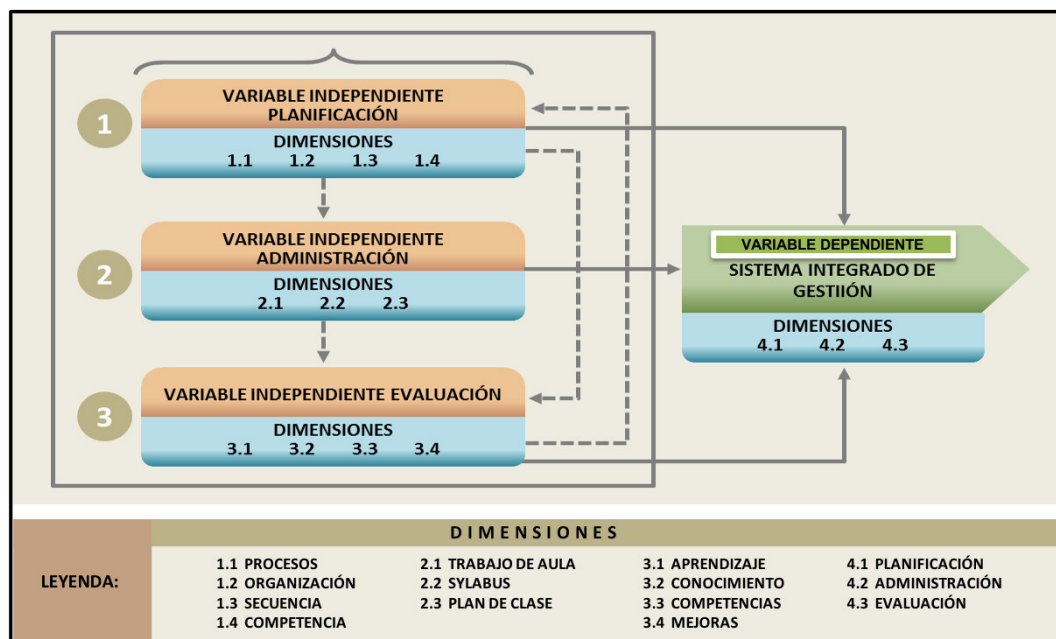 1
VARIABLE INDEPENDIENTE
PLANIFICACIÓN
DIMENSIONES
1.1 1.2 1.3 1.4
2
VARIABLE INDEPENDIENTE
ADMINISTRACIÓN
DIMENSIONES
2.1 2.2 2.3
3
VARIABLE INDEPENDIENTE EVALUACIÓN
DIMENSIONES
3.1 3.2 3.3 3.4
VARIABLE DEPENDIENTE
SISTEMA INTEGRADO DE
GESTIIÓN
DIMENSIONES
4.1 4.2 4.3
LEYENDA:
DIMENSIONES
1.1 PROCESOS
1.2 ORGANIZACIÓN
1.3 SECUENCIA
1.4 COMPETENCIA
2.1 TRABAJO DE AULA
2.2 SYLABUS
2.3 PLAN DE CLASE
3.1 APRENDIZAJE
3.2 CONOCIMIENTO
3.3 COMPETENCIAS
3.4 MEJORAS
4.1 PLANIFICACIÓN
4.2 ADMINISTRACIÓN
4.3 EVALUACIÓN